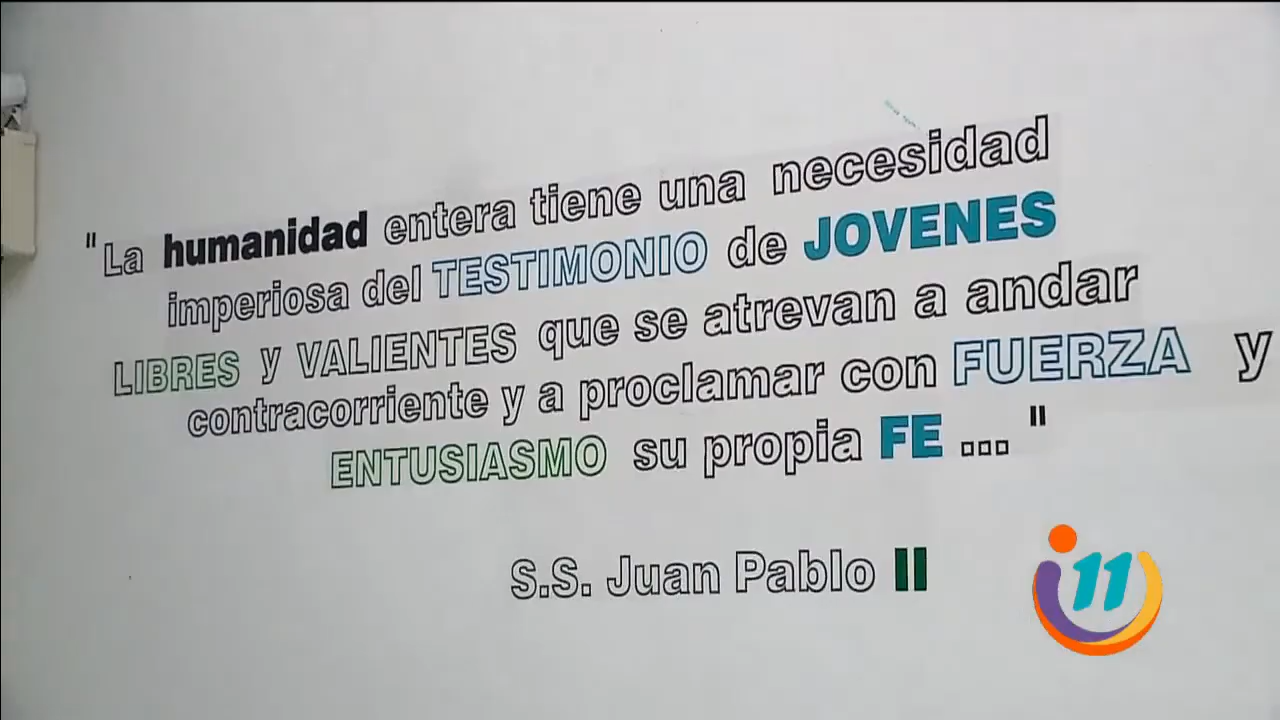 "La humanidad entera tiene una necesidad
imperiosa del TESTIMONIO de JOVENES
LIBRES y VALIENTES que se atrevan a andar
contracorriente y a proclamar con FUERZA y
ENTUSIASMO su propia FE ... "
S.S. Juan Pablo II
11